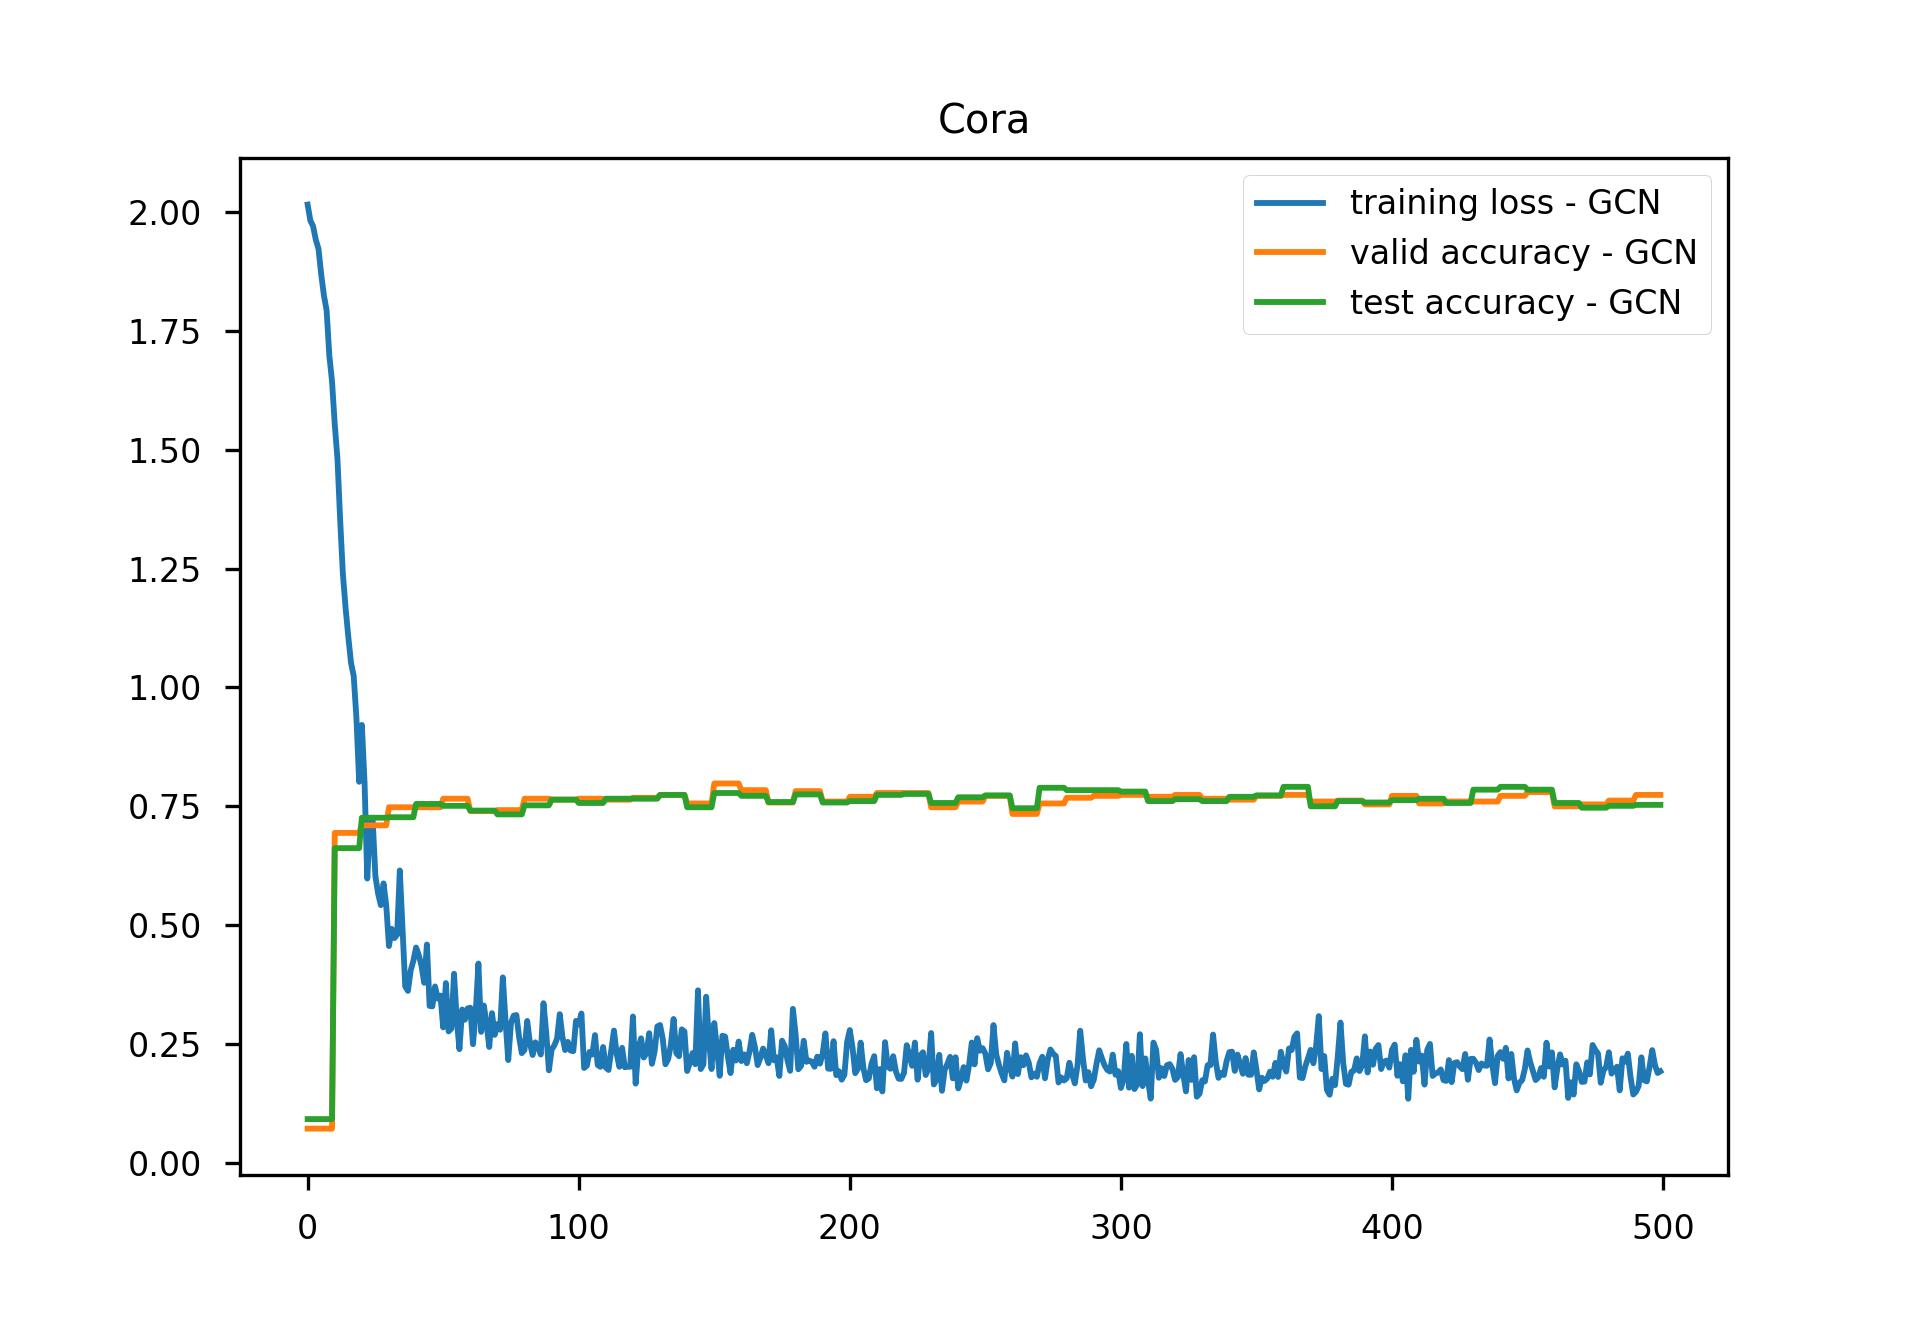 Cora
training loss - GCN
valid accuracy - GCN
test accuracy - GCN
2.00
1.75
1.50
1.25
1.00
0.75
0.50
0.25
0.00
0 100 200 300 400 500